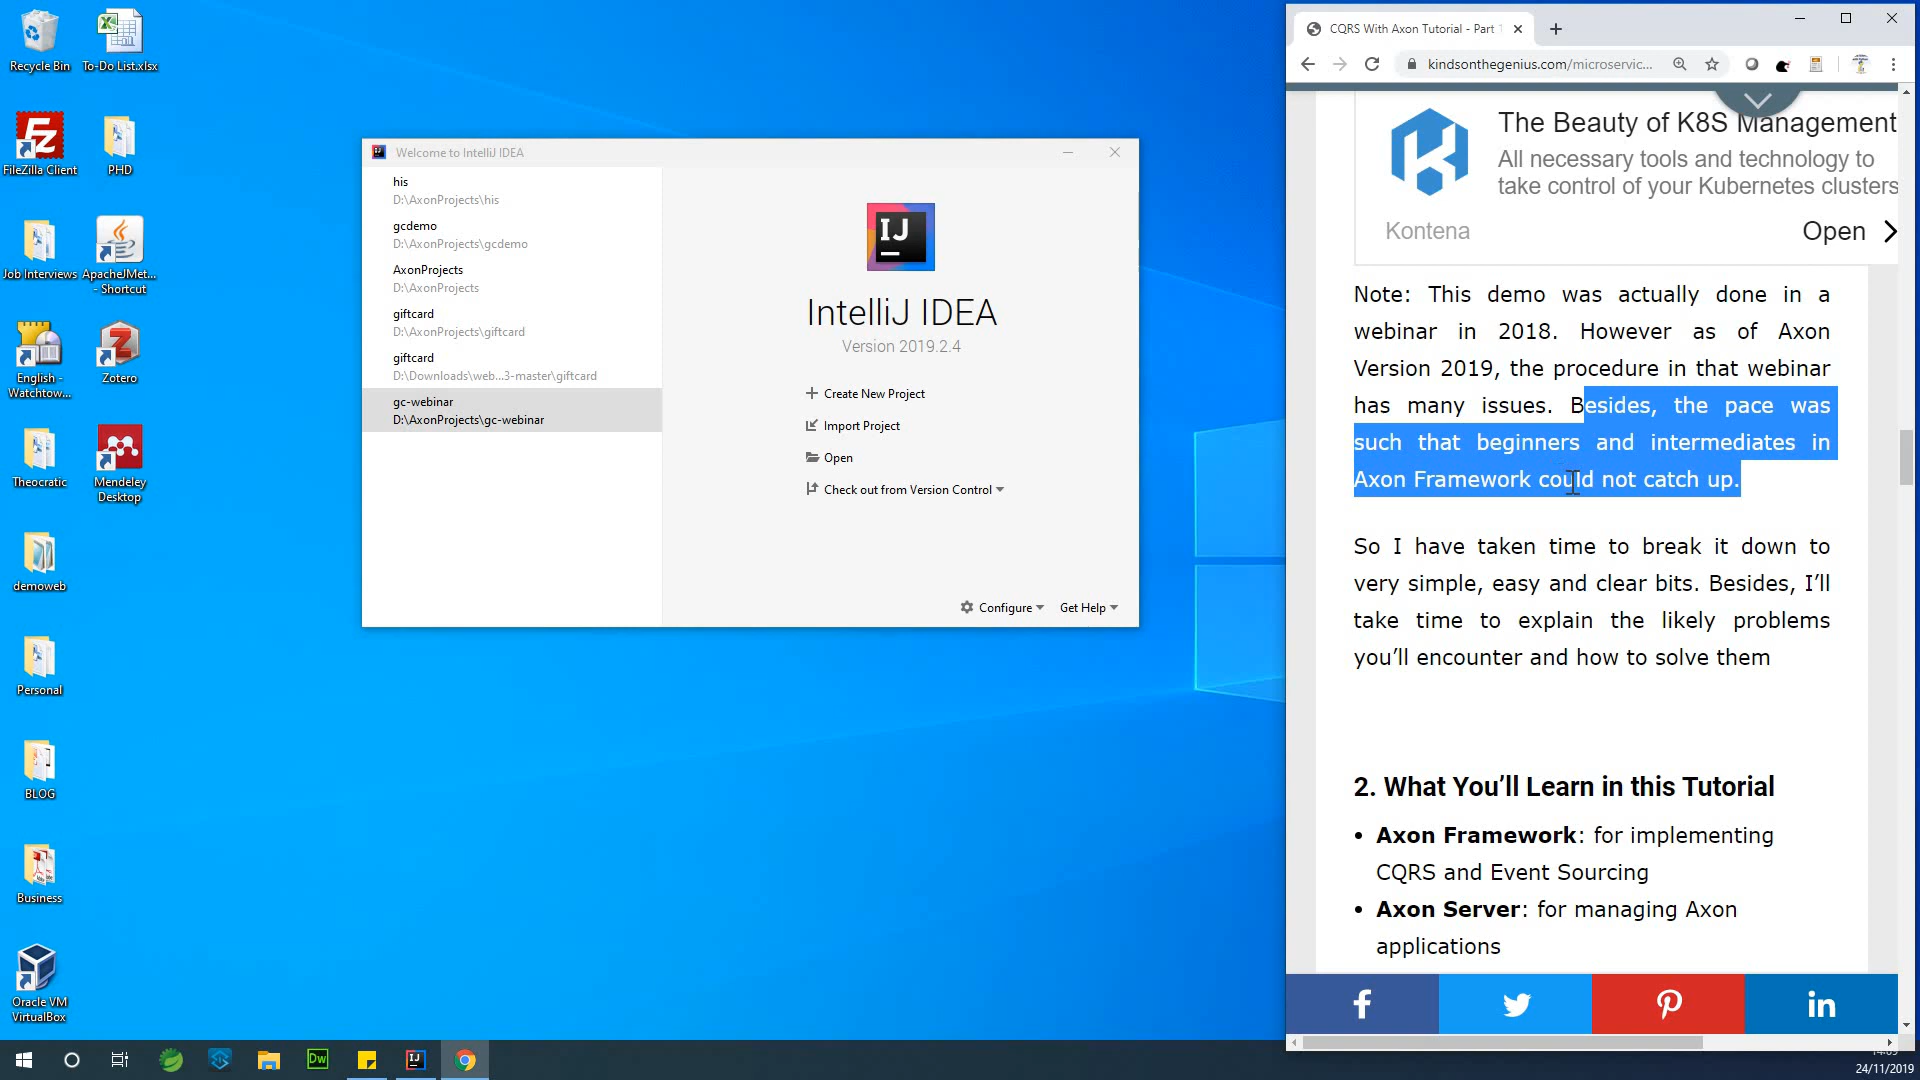 Recycle Bin
To-Do List.xlsx
FileZilla Client
PHD
Job Interviews
ApacheJMet...
- Shortcut
English -
Watchtow...
Zotero
Theocratic
Mendeley
Desktop
demoweb
Personal
BLOG
Business
Oracle VM
VirtualBox
Welcome to IntelliJ IDEA
his
D:\AxonProjects\his
gcdemo
D:\AxonProjects\gcdemo
AxonProjects
D:\AxonProjects
giftcard
D:\AxonProjects\giftcard
giftcard
D:\Downloads\web...3-master\giftcard
gc-webinar
D:\AxonProjects\gc-webinar
IJ
IntelliJ IDEA
Version 2019.2.4
Create New Project
Import Project
Open
Check out from Version Control
Configure
Get Help
CQRS With Axon Tutorial - Part
kindsonthegenius.com/microservic...
The Beauty of K8S Management
All necessary tools and technology to
take control of your Kubernetes clusters
Kontena
Open
Note: This demo was actually done in a
webinar in 2018. However as of Axon
Version 2019, the procedure in that webinar
has many issues. Besides, the pace was
such that beginners and intermediates in
Axon Framework could not catch up.
So I have taken time to break it down to
very simple, easy and clear bits. Besides, I’ll
take time to explain the likely problems
you’ll encounter and how to solve them
2. What You’ll Learn in this Tutorial
• Axon Framework: for implementing
CQRS and Event Sourcing
• Axon Server: for managing Axon
applications
Dw
IJ
24/11/2019